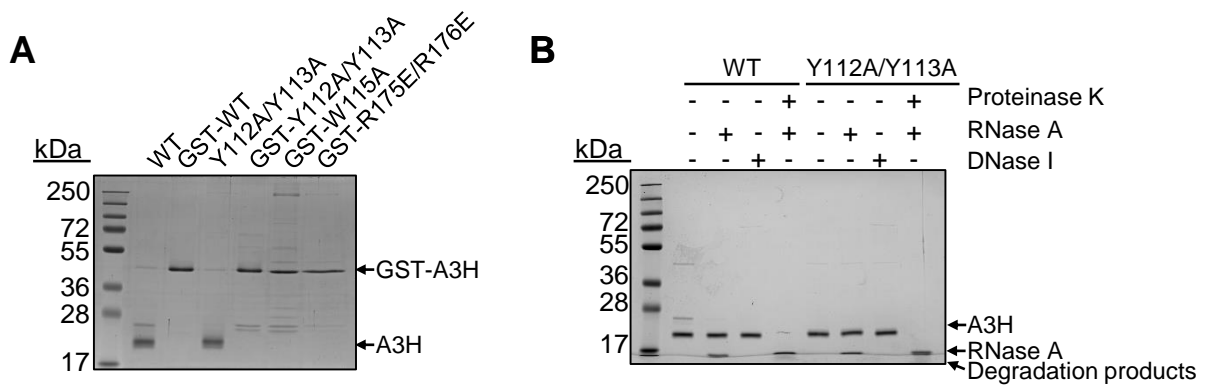 A
WT
GST-WT
Y112A/Y113A
GST-Y112A/Y113A
GST-W115A
GST-R175E/R176E
kDa
250
72
55
36
28
17
GST-A3H
A3H
B
WT Y112A/Y113A
- - - + - - - + Proteinase K
- + - + - + - + RNase A
- - + - - - + - DNase I
kDa
250
72
55
36
28
17
A3H
RNase A
Degradation products